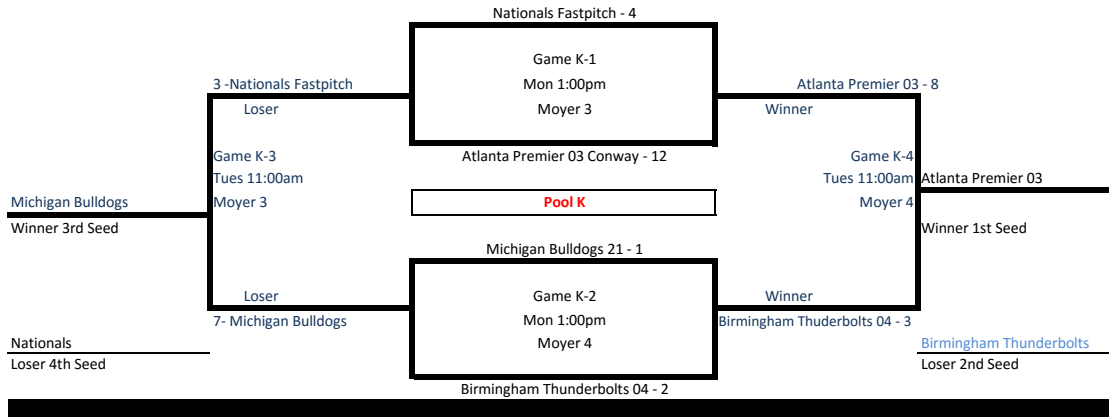 Nationals Fastpitch - 4
Game K-1
Mon 1:00pm
Moyer 3
Atlanta Premier 03 Conway - 12
3 -Nationals Fastpitch
Loser
Atlanta Premier 03 - 8
Winner
Game K-3
Tues 11:00am
Moyer 3
Game K-4
Tues 11:00am
Moyer 4
Atlanta Premier 03
Winner 1st Seed
Michigan Bulldogs
Winner 3rd Seed
Pool K
Michigan Bulldogs 21 - 1
Game K-2
Mon 1:00pm
Moyer 4
Birmingham Thunderbolts 04 - 2
Loser
7- Michigan Bulldogs
Winner
Birmingham Thuderbolts 04 - 3
Nationals
Loser 4th Seed
Birmingham Thunderbolts
Loser 2nd Seed